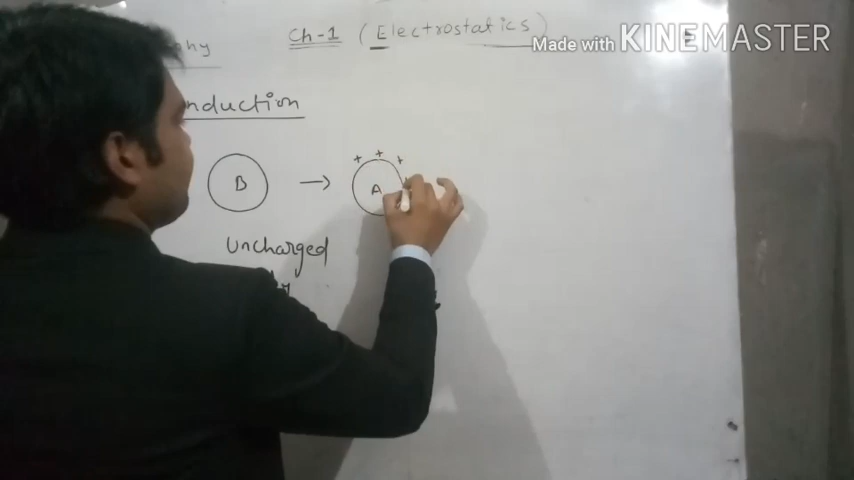 Ch-1 (Electrostatics)
Made with KINEMASTER
nduction
+ + +
B → A
Uncharged